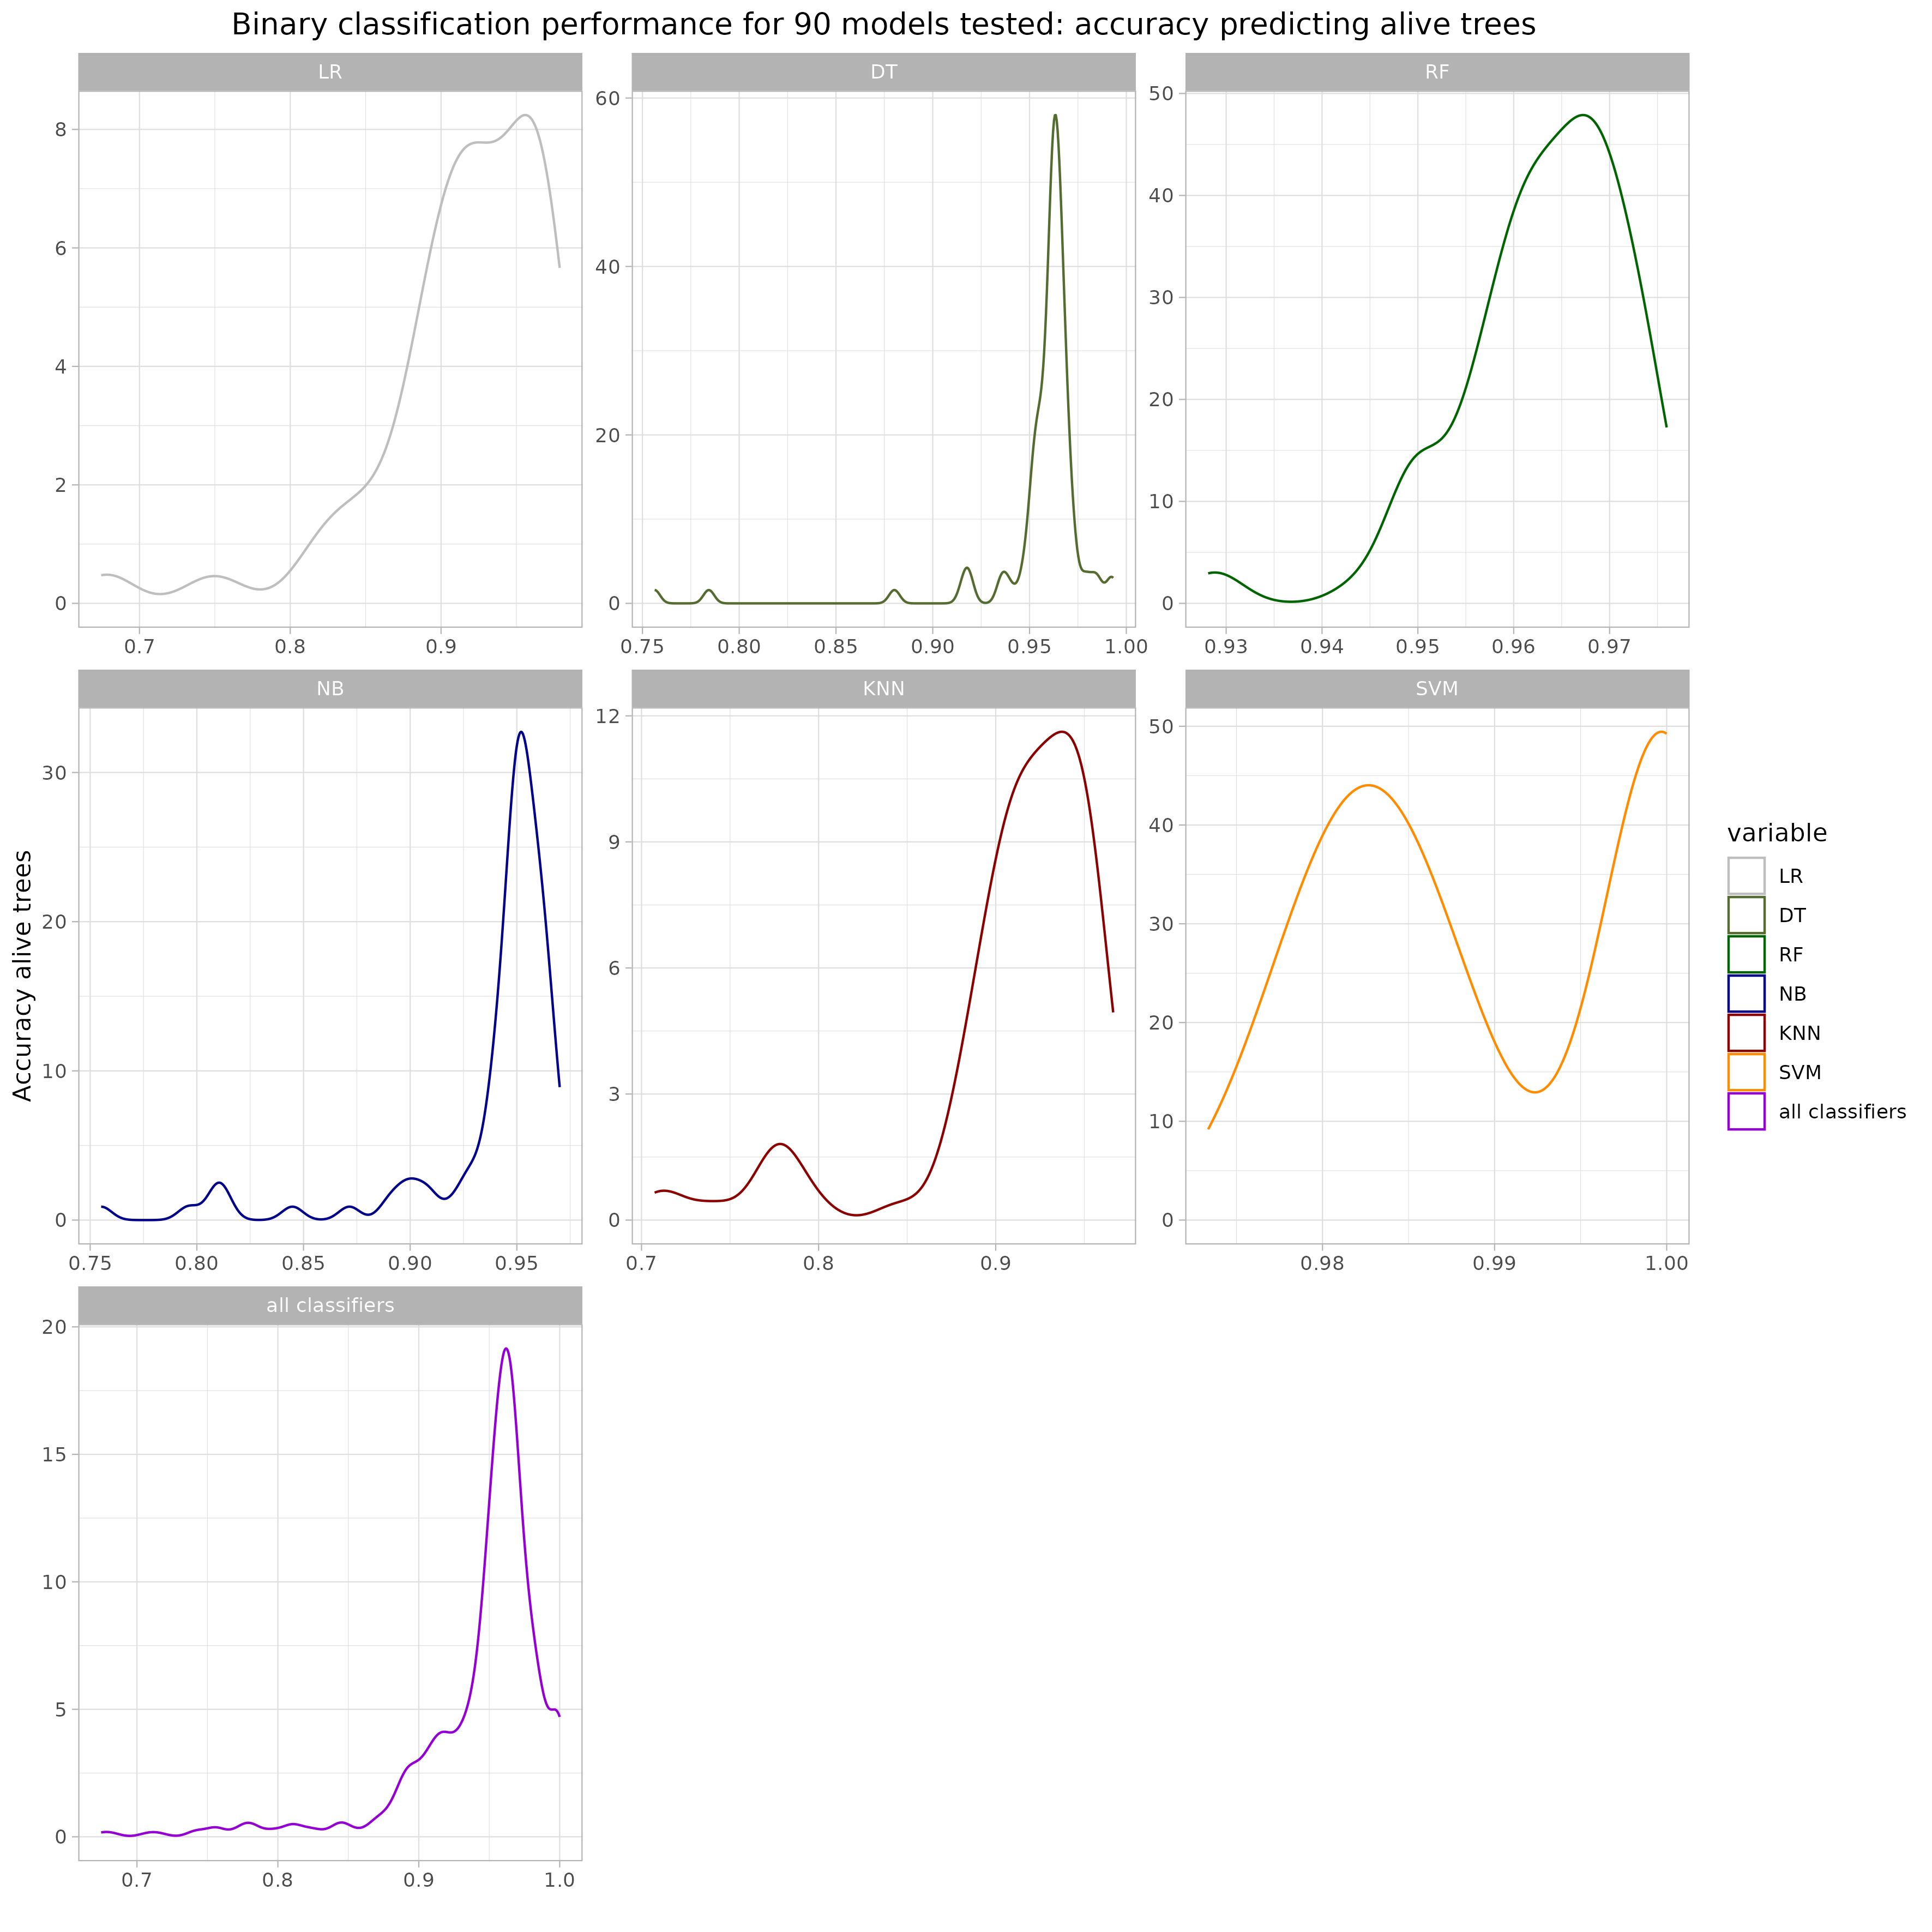 Binary classification performance for 90 models tested: accuracy predicting alive trees
LR
8
6
4
2
0
0.7 0.8 0.9
DT
60
40
20
0
0.75 0.80 0.85 0.90 0.95 1.00
RF
50
40
30
20
10
0
0.93 0.94 0.95 0.96 0.97
Accuracy alive trees
NB
30
20
10
0
0.75 0.80 0.85 0.90 0.95
KNN
12
9
6
3
0
0.7 0.8 0.9
SVM
50
40
30
20
10
0
0.98 0.99 1.00
all classifiers
20
15
10
5
0
0.7 0.8 0.9 1.0
variable
LR
DT
RF
NB
KNN
SVM
all classifiers